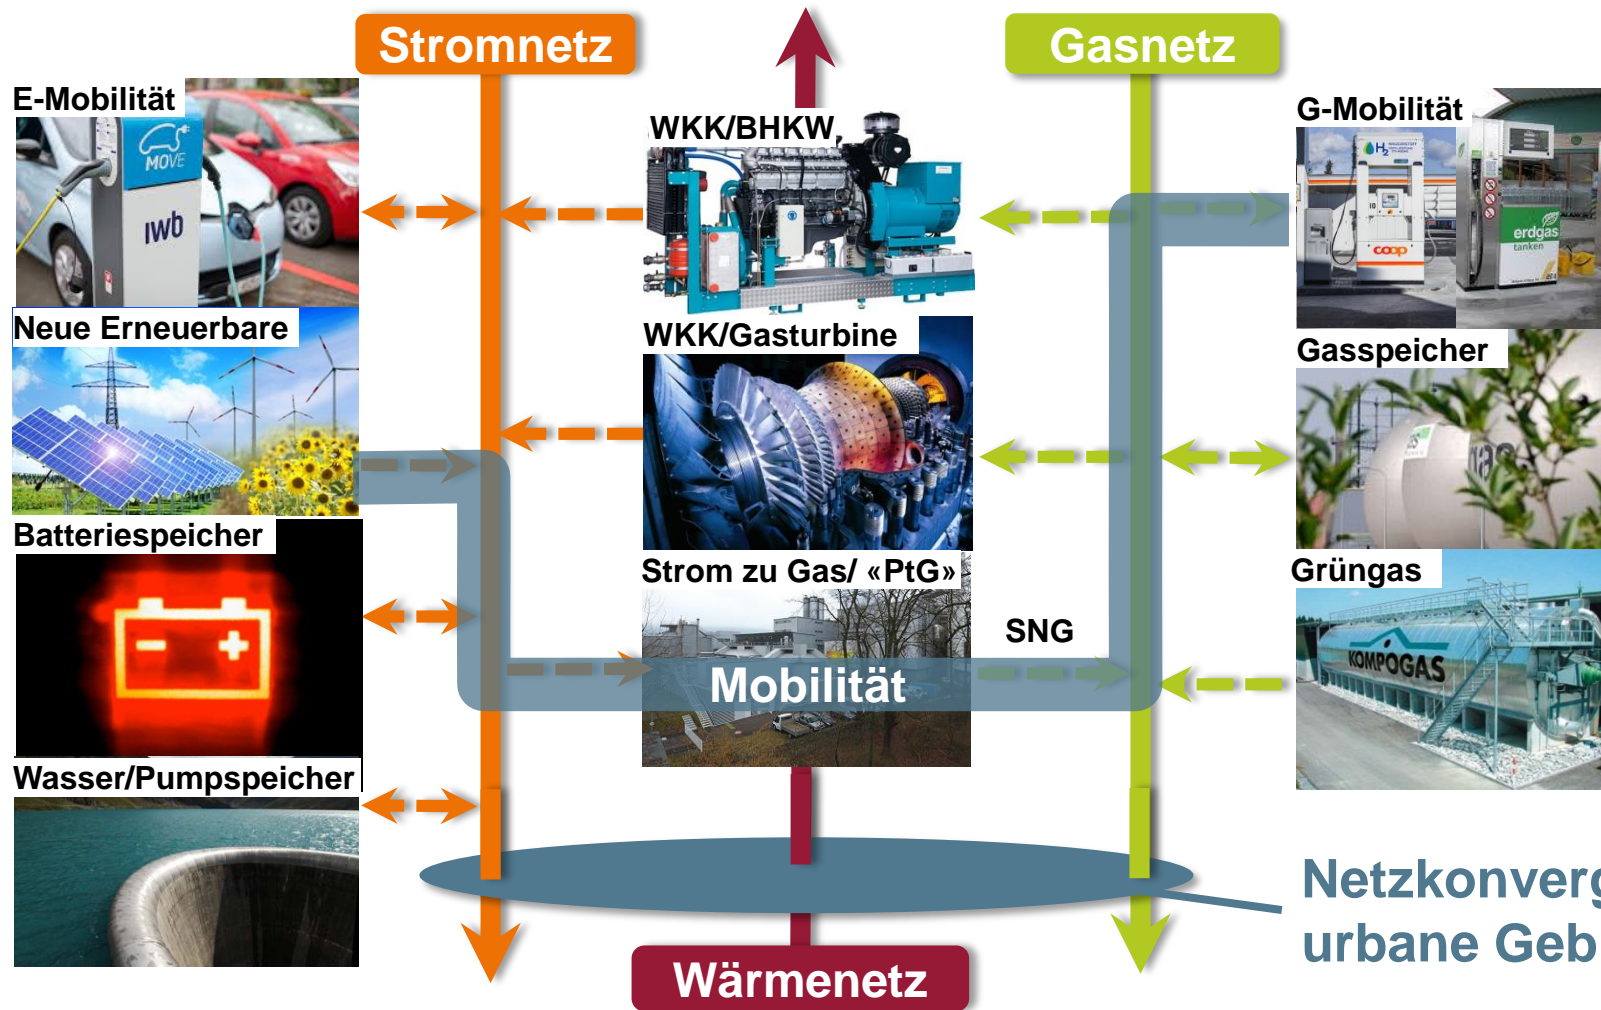 Stromnetz
Gasnetz
E-Mobilität
MOVE
iwb
WKK/BHKW
G-Mobilität
H2
coop
erdgas
tanken
Neue Erneuerbare
WKK/Gasturbine
Gasspeicher
Batteriespeicher
Strom zu Gas/ «PtG»
SNG
Grüngas
KOMPOGAS
Mobilität
Wasser/Pumpspeicher
Netzkonverg
urbane Geb
Wärmenetz